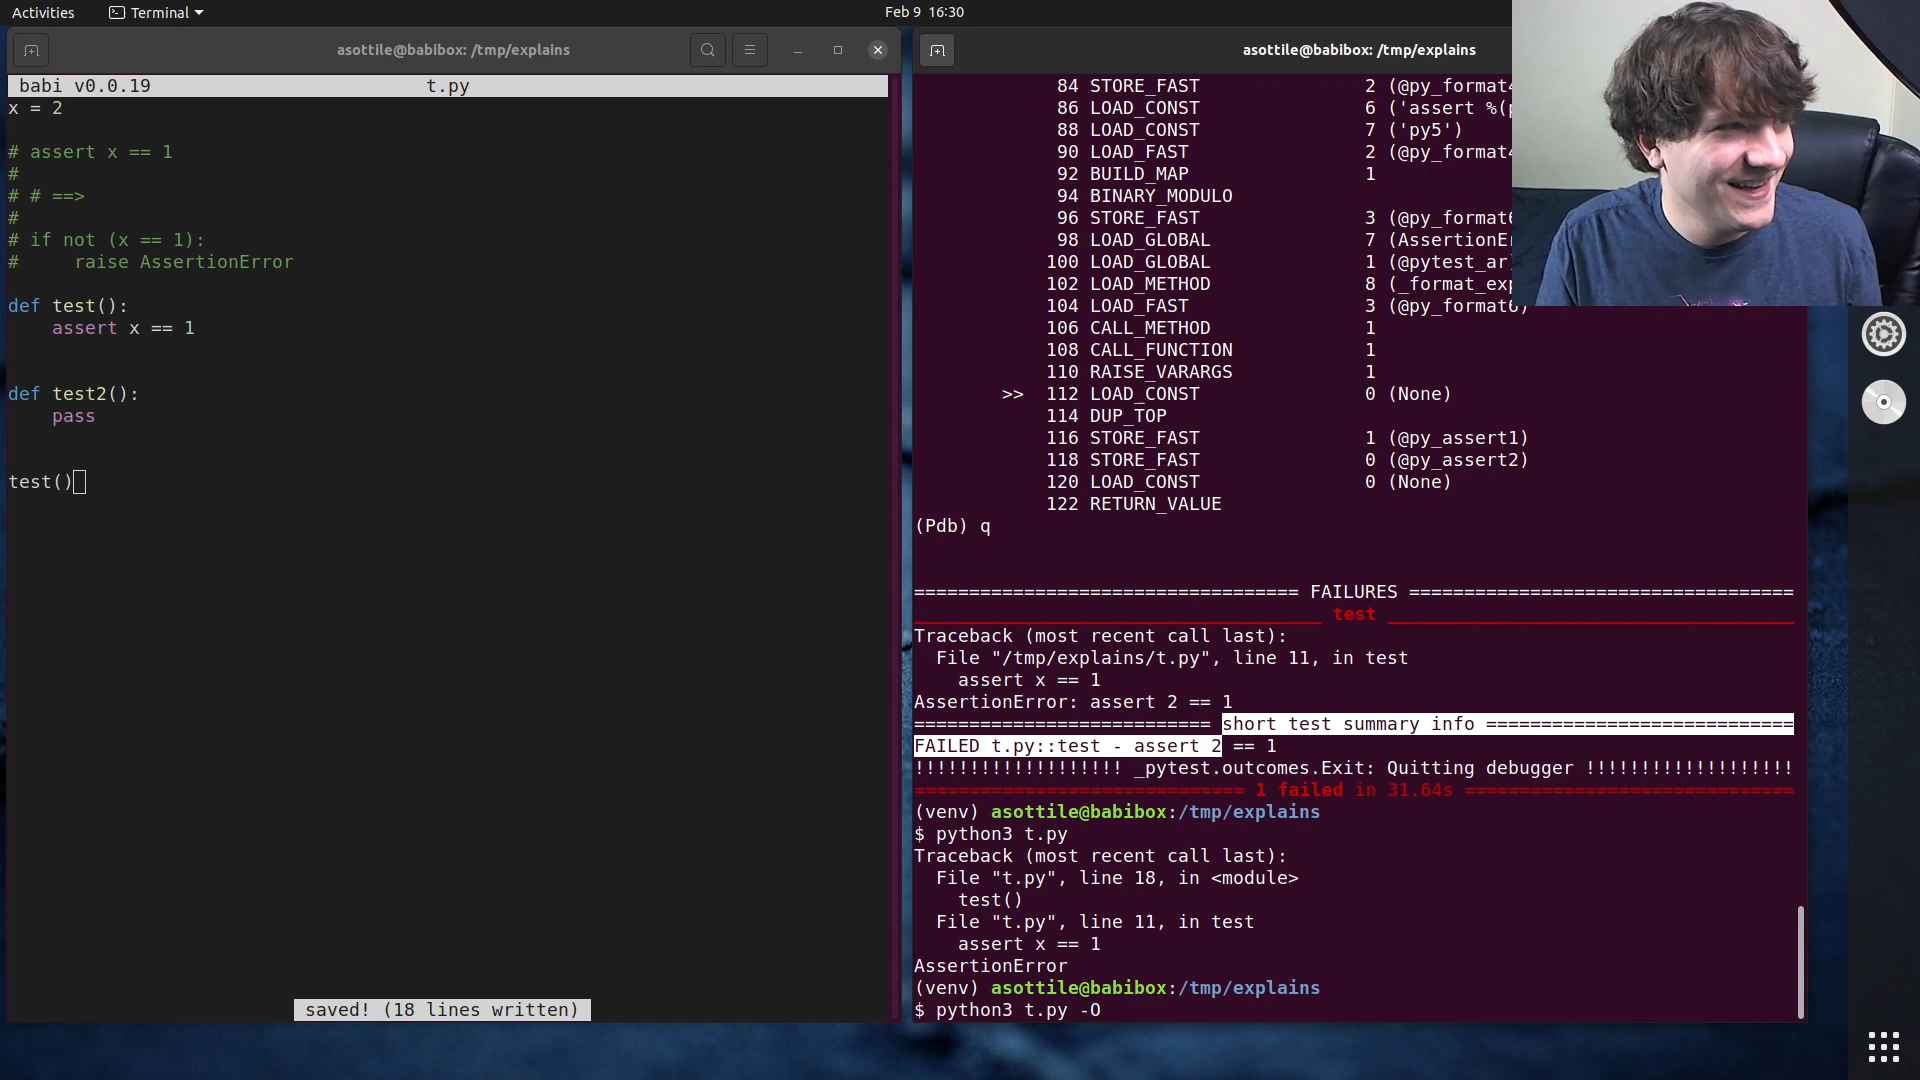 Activities
Terminal
Feb 9 16:30
asottile@babibox: /tmp/explains
babi v0.0.19 t.py
x = 2
# assert x == 1
#
# # ==>
#
# if not (x == 1):
#     raise AssertionError
def test():
    assert x == 1
def test2():
    pass
test()
saved! (18 lines written)
asottile@babibox: /tmp/explains
84 STORE_FAST 2 (@py_format4
86 LOAD_CONST 6 ('assert %(p
88 LOAD_CONST 7 ('py5')
90 LOAD_FAST 2 (@py_format4
92 BUILD_MAP 1
94 BINARY_MODULO
96 STORE_FAST 3 (@py_format6
98 LOAD_GLOBAL 7 (AssertionEr
100 LOAD_GLOBAL 1 (@pytest_ar
102 LOAD_METHOD 8 (_format_exp
104 LOAD_FAST 3 (@py_format6)
106 CALL_METHOD 1
108 CALL_FUNCTION 1
110 RAISE_VARARGS 1
>> 112 LOAD_CONST 0 (None)
114 DUP_TOP
116 STORE_FAST 1 (@py_assert1)
118 STORE_FAST 0 (@py_assert2)
120 LOAD_CONST 0 (None)
122 RETURN_VALUE
(Pdb) q
=================================== FAILURES ===================================
_____________________________________ test _____________________________________
Traceback (most recent call last):
  File "/tmp/explains/t.py", line 11, in test
    assert x == 1
AssertionError: assert 2 == 1
=========================== short test summary info ============================
FAILED t.py::test - assert 2 == 1
!!!!!!!!!!!!!!!!!!! _pytest.outcomes.Exit: Quitting debugger !!!!!!!!!!!!!!!!!!!
============================== 1 failed in 31.64s ==============================
(venv) asottile@babibox:/tmp/explains
$ python3 t.py
Traceback (most recent call last):
  File "t.py", line 18, in <module>
    test()
  File "t.py", line 11, in test
    assert x == 1
AssertionError
(venv) asottile@babibox:/tmp/explains
$ python3 t.py -O